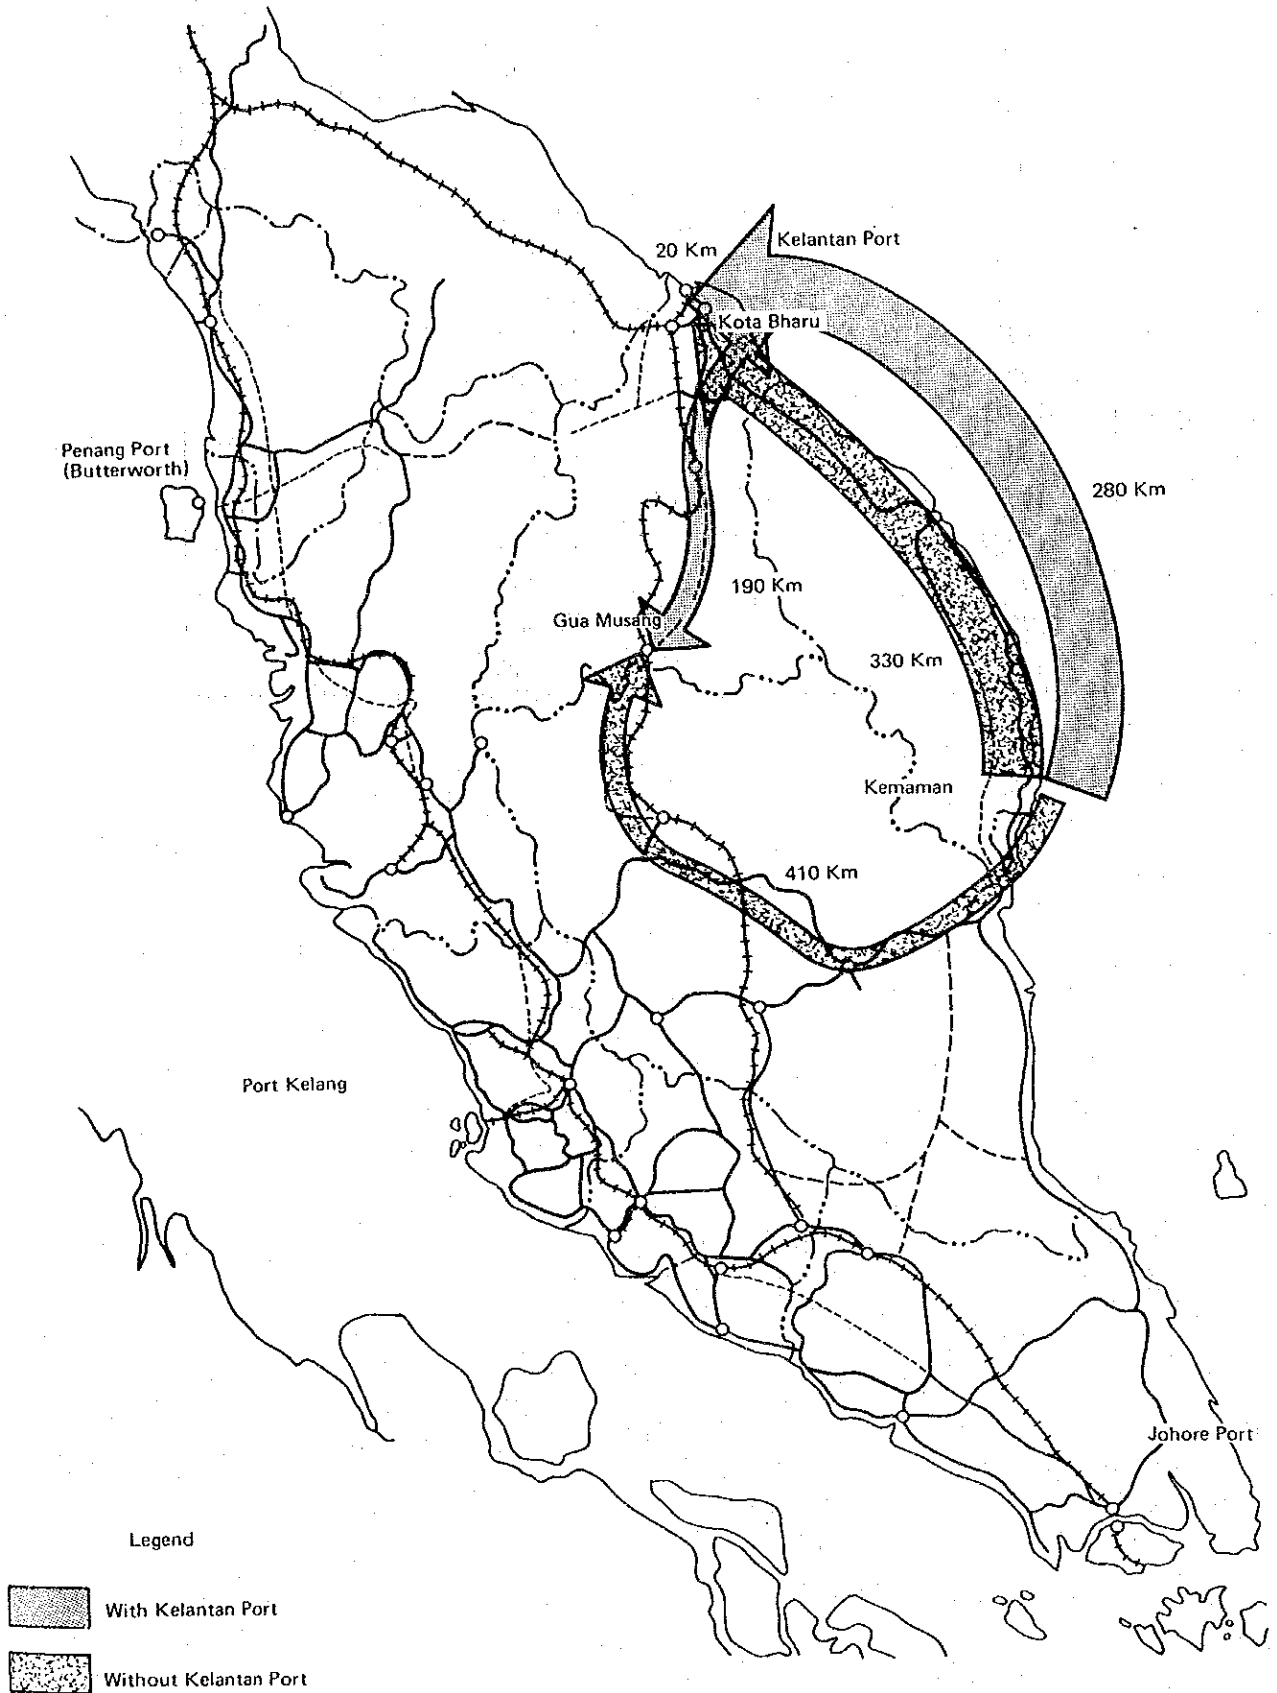 20 Km
Kelantan Port
Kota Bharu
Penang Port
(Butterworth)
280 Km
190 Km
Gua Musang
330 Km
Kemaman
410 Km
Port Kelang
Johore Port
Legend
With Kelantan Port
Without Kelantan Port